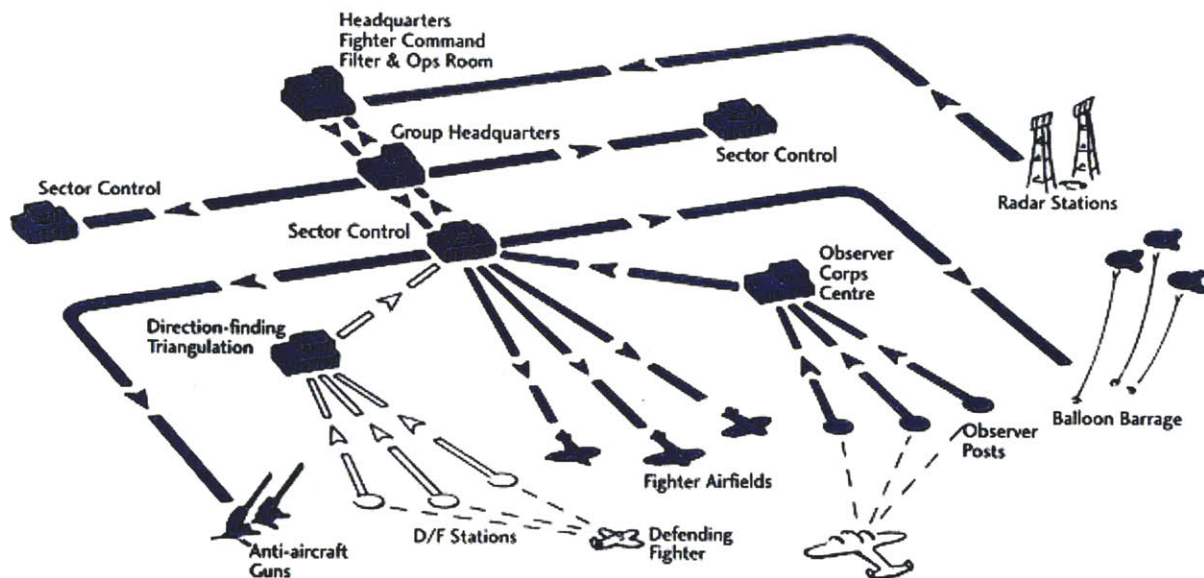 Headquarters
Fighter Command
Filter & Ops Room
Group Headquarters
Sector Control
Sector Control
Radar Stations
Sector Control
Observer
Corps
Centre
Direction-finding
Triangulation
Balloon Barrage
Observer
Posts
Fighter Airfields
D/F Stations
Defending
Fighter
Anti-aircraft
Guns